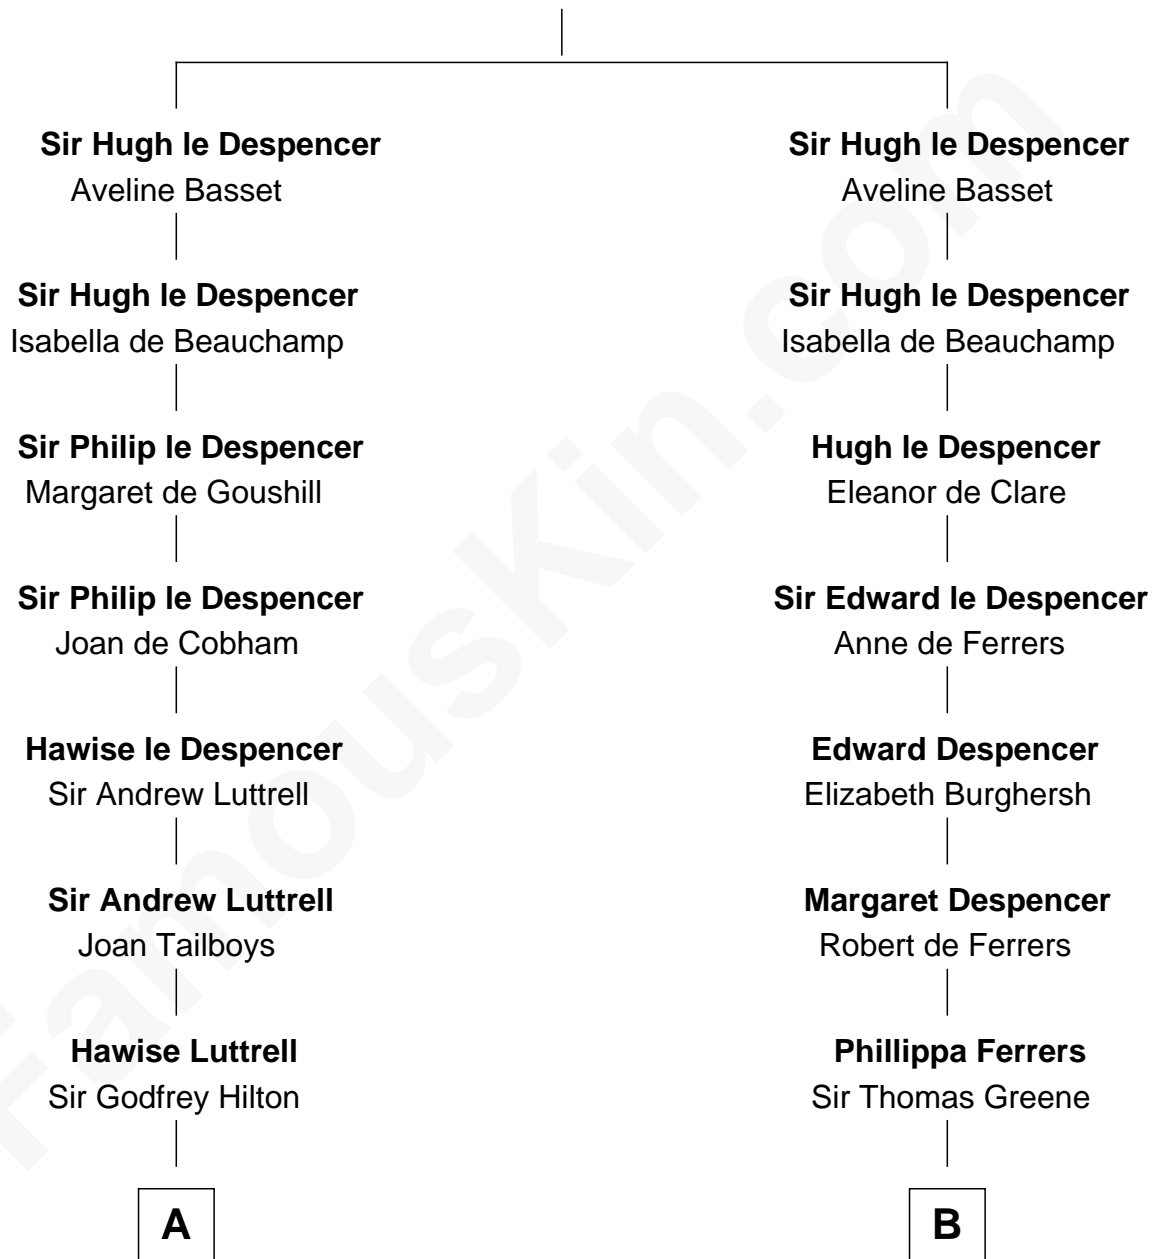 Sir Hugh le Despencer
Aveline Basset
Sir Hugh le Despencer
Isabella de Beauchamp
Sir Philip le Despencer
Margaret de Goushill
Sir Philip le Despencer
Joan de Cobham
Hawise le Despencer
Sir Andrew Luttrell
Sir Andrew Luttrell
Joan Tailboys
Hawise Luttrell
Sir Godfrey Hilton
A
Sir Hugh le Despencer
Aveline Basset
Sir Hugh le Despencer
Isabella de Beauchamp
Hugh le Despencer
Eleanor de Clare
Sir Edward le Despencer
Anne de Ferrers
Edward Despencer
Elizabeth Burghersh
Margaret Despencer
Robert de Ferrers
Phillippa Ferrers
Sir Thomas Greene
B
FamousKin.com